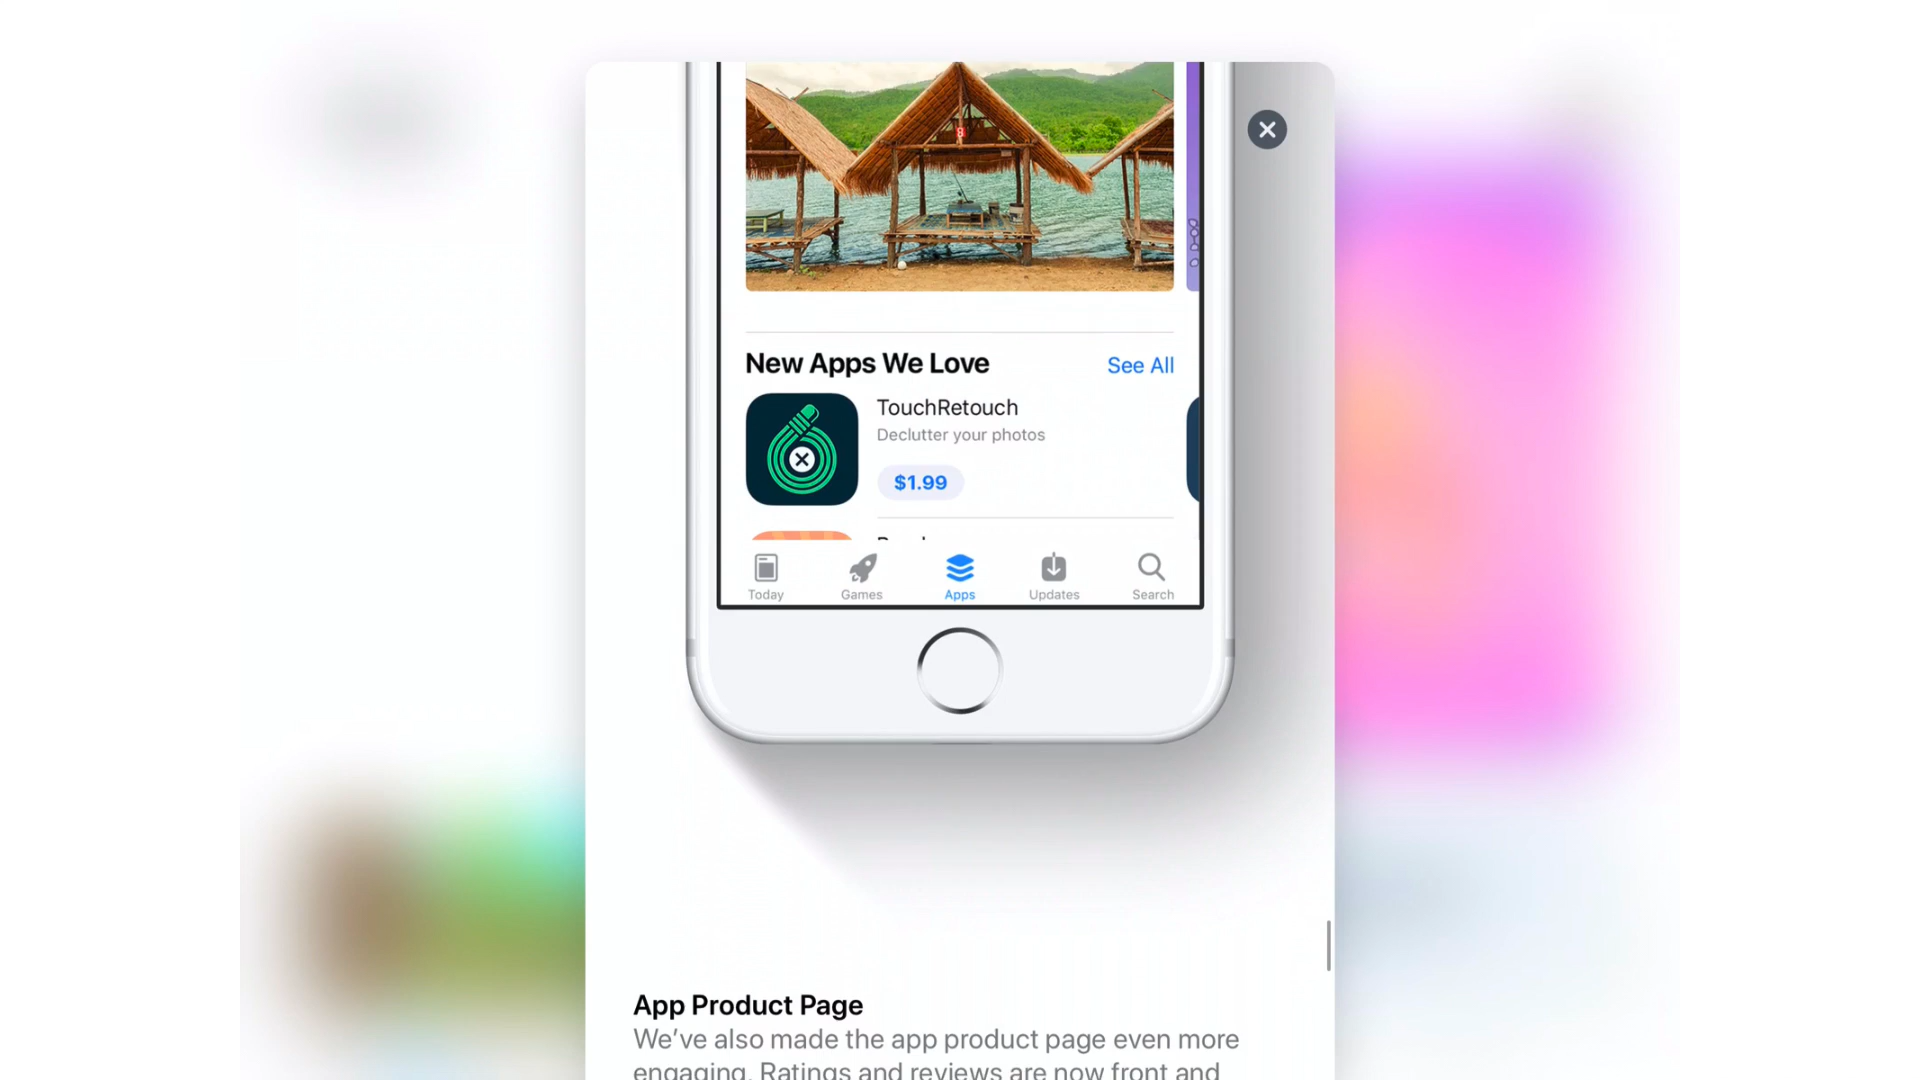 8
New Apps We Love
See All
TouchRetouch
Declutter your photos
$1.99
Today
Games
Apps
Updates
Search
App Product Page
We’ve also made the app product page even more
engaging. Ratings and reviews are now front and